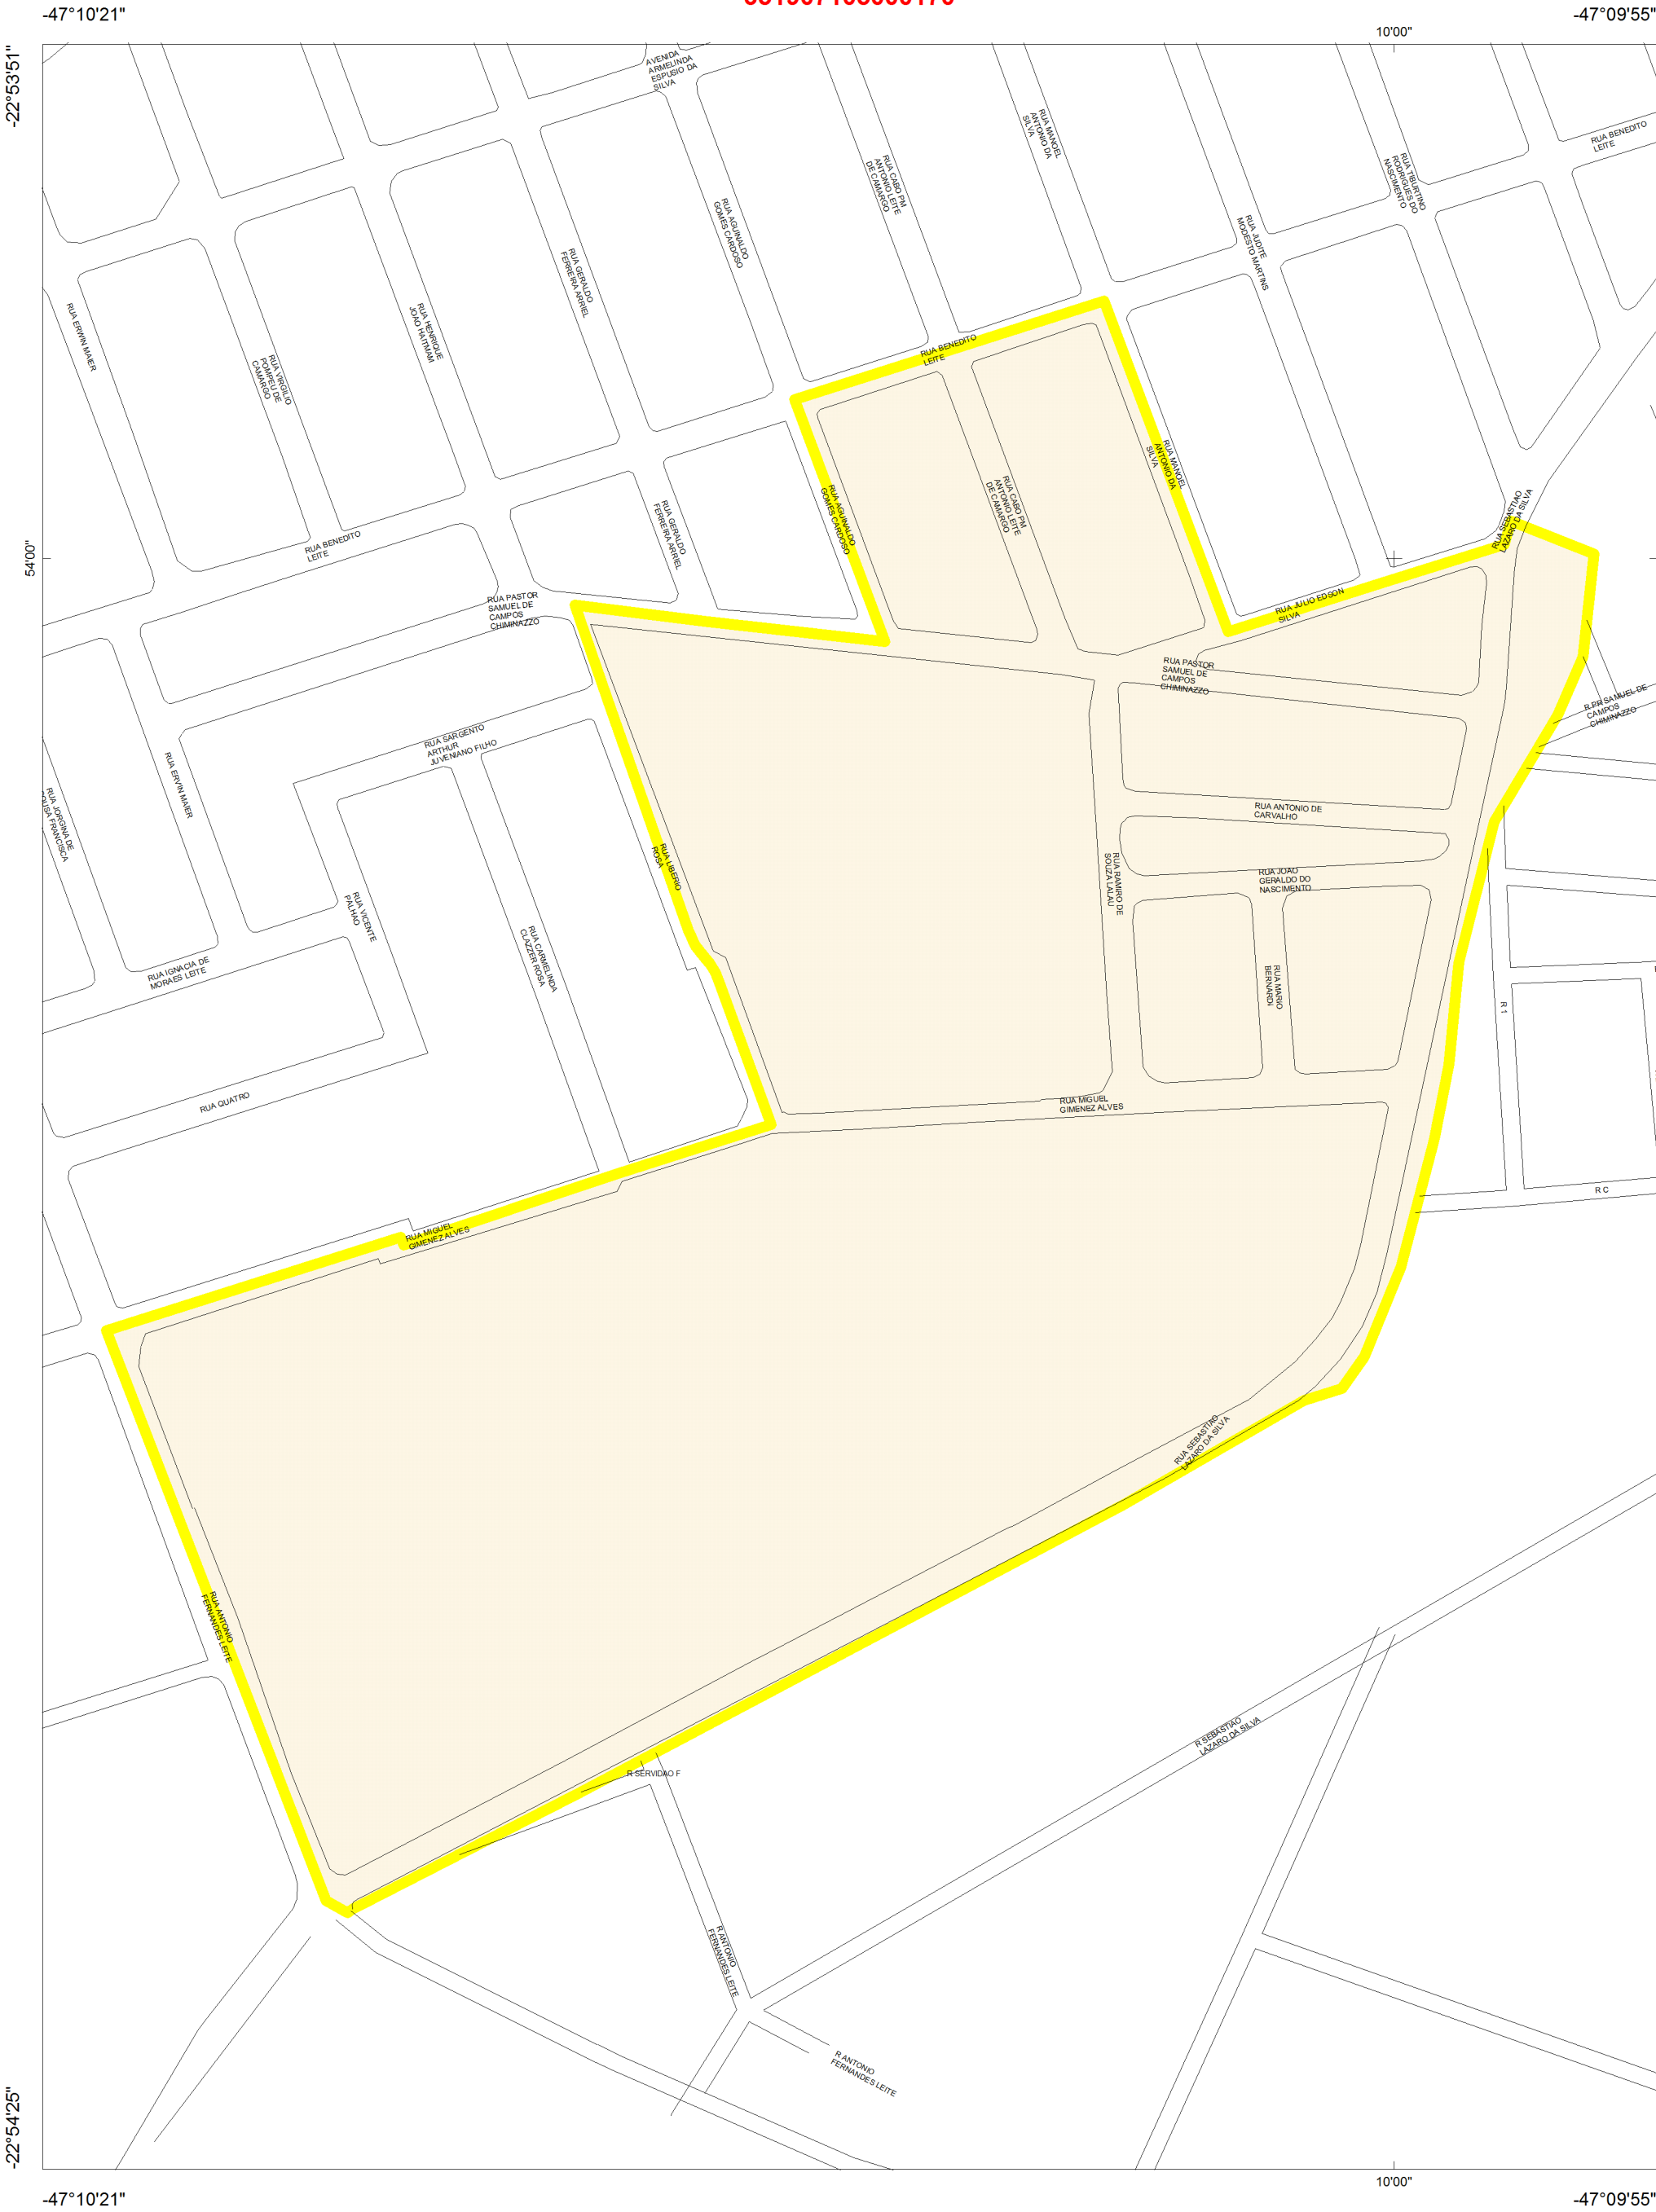 -47°10'21"
-47°09'55"
10'00"
-22°53'51"
AVENIDA
ARMELINDA
ESPUSIO DA
SILVA
RUA MANOEL
ANTONIO DA
SILVA
RUA BENEDITO
LEITE
RUA CABO PM
ANTONIO LEITE
DE CAMARGO
RUA TIBURTINO
RODRIGUES DO
NASCIMENTO
RUA AGUINALDO
GOMES CARDOSO
RUA JUDITE
MODESTO MARTINS
RUA GERALDO
FERREIRA ARRIEL
RUA ERWIN MAIER
RUA HENRIQUE
JOAO HAITMAM
RUA VIRGILIO
POMPEU DE
CAMARGO
RUA BENEDITO
LEITE
RUA MANOEL
ANTONIO DA
SILVA
RUA CABO PM
ANTONIO LEITE
DE CAMARGO
RUA AGUINALDO
GOMES CARDOSO
RUA GERALDO
FERREIRA ARRIEL
RUA SEBASTIAO
LAZARO DA SILVA
RUA BENEDITO
LEITE
54'00"
RUA PASTOR
SAMUEL DE
CAMPOS
CHIMINAZZO
RUA JULIO EDSON
SILVA
RUA PASTOR
SAMUEL DE
CAMPOS
CHIMINAZZO
R PR SAMUEL DE
CAMPOS
CHIMINAZZO
RUA SARGENTO
ARTHUR
JUVENIANO FILHO
RUA ERVIN MAIER
RUA JORGINA DE
FRANCISCA
RUA ANTONIO DE
CARVALHO
RUA LIBERIO
ROSA
RUA RAMIRO DE
SOUZA LALAU
RUA JOAO
GERALDO DO
NASCIMENTO
RUA VICENTE
PALHAO
RUA CARMELINDA
CLAZZER ROSA
RUA IGNACIA DE
MORAES LEITE
RUA MARIO
BERNARDI
R 1
RUA QUATRO
RUA MIGUEL
GIMENEZ ALVES
R C
RUA MIGUEL
GIMENEZ ALVES
RUA SEBASTIAO
LAZARO DA SILVA
RUA ANTONIO
FERNANDES LEITE
R SEBASTIAO
LAZARO DA SILVA
R SERVIDAO F
R ANTONIO
FERNANDES LEITE
R ANTONIO
FERNANDES LEITE
-22°54'25"
10'00"
-47°10'21"
-47°09'55"